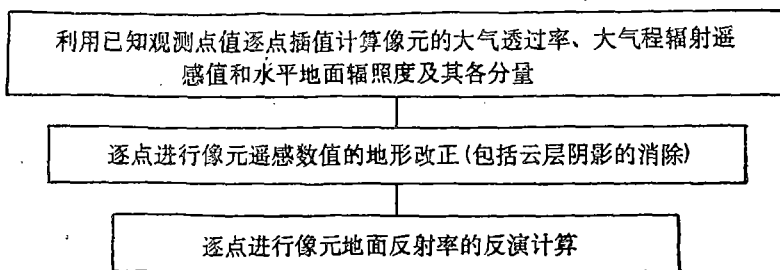 利用已知观测点值逐点插值计算像元的大气透过率、大气程辐射遥
感值和水平地面辐照度及其各分量
逐点进行像元遥感数值的地形改正(包括云层阴影的消除)
逐点进行像元地面反射率的反演计算